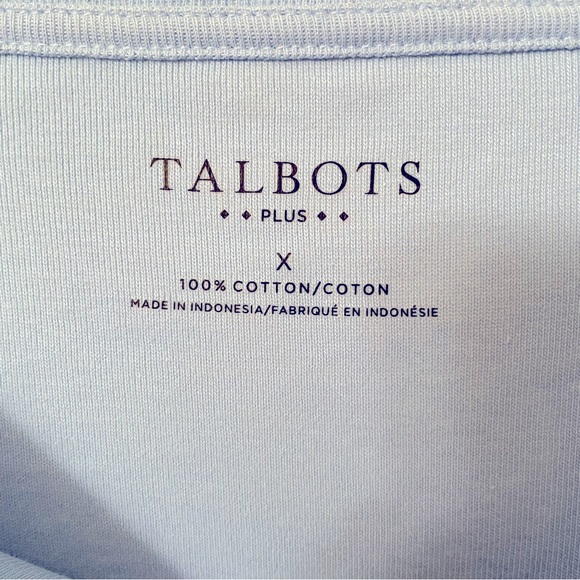 TALBOTS
PLUS
X
100% COTTON/COTON
MADE IN INDONESIA/FABRIQUÉ EN INDONÉSIE